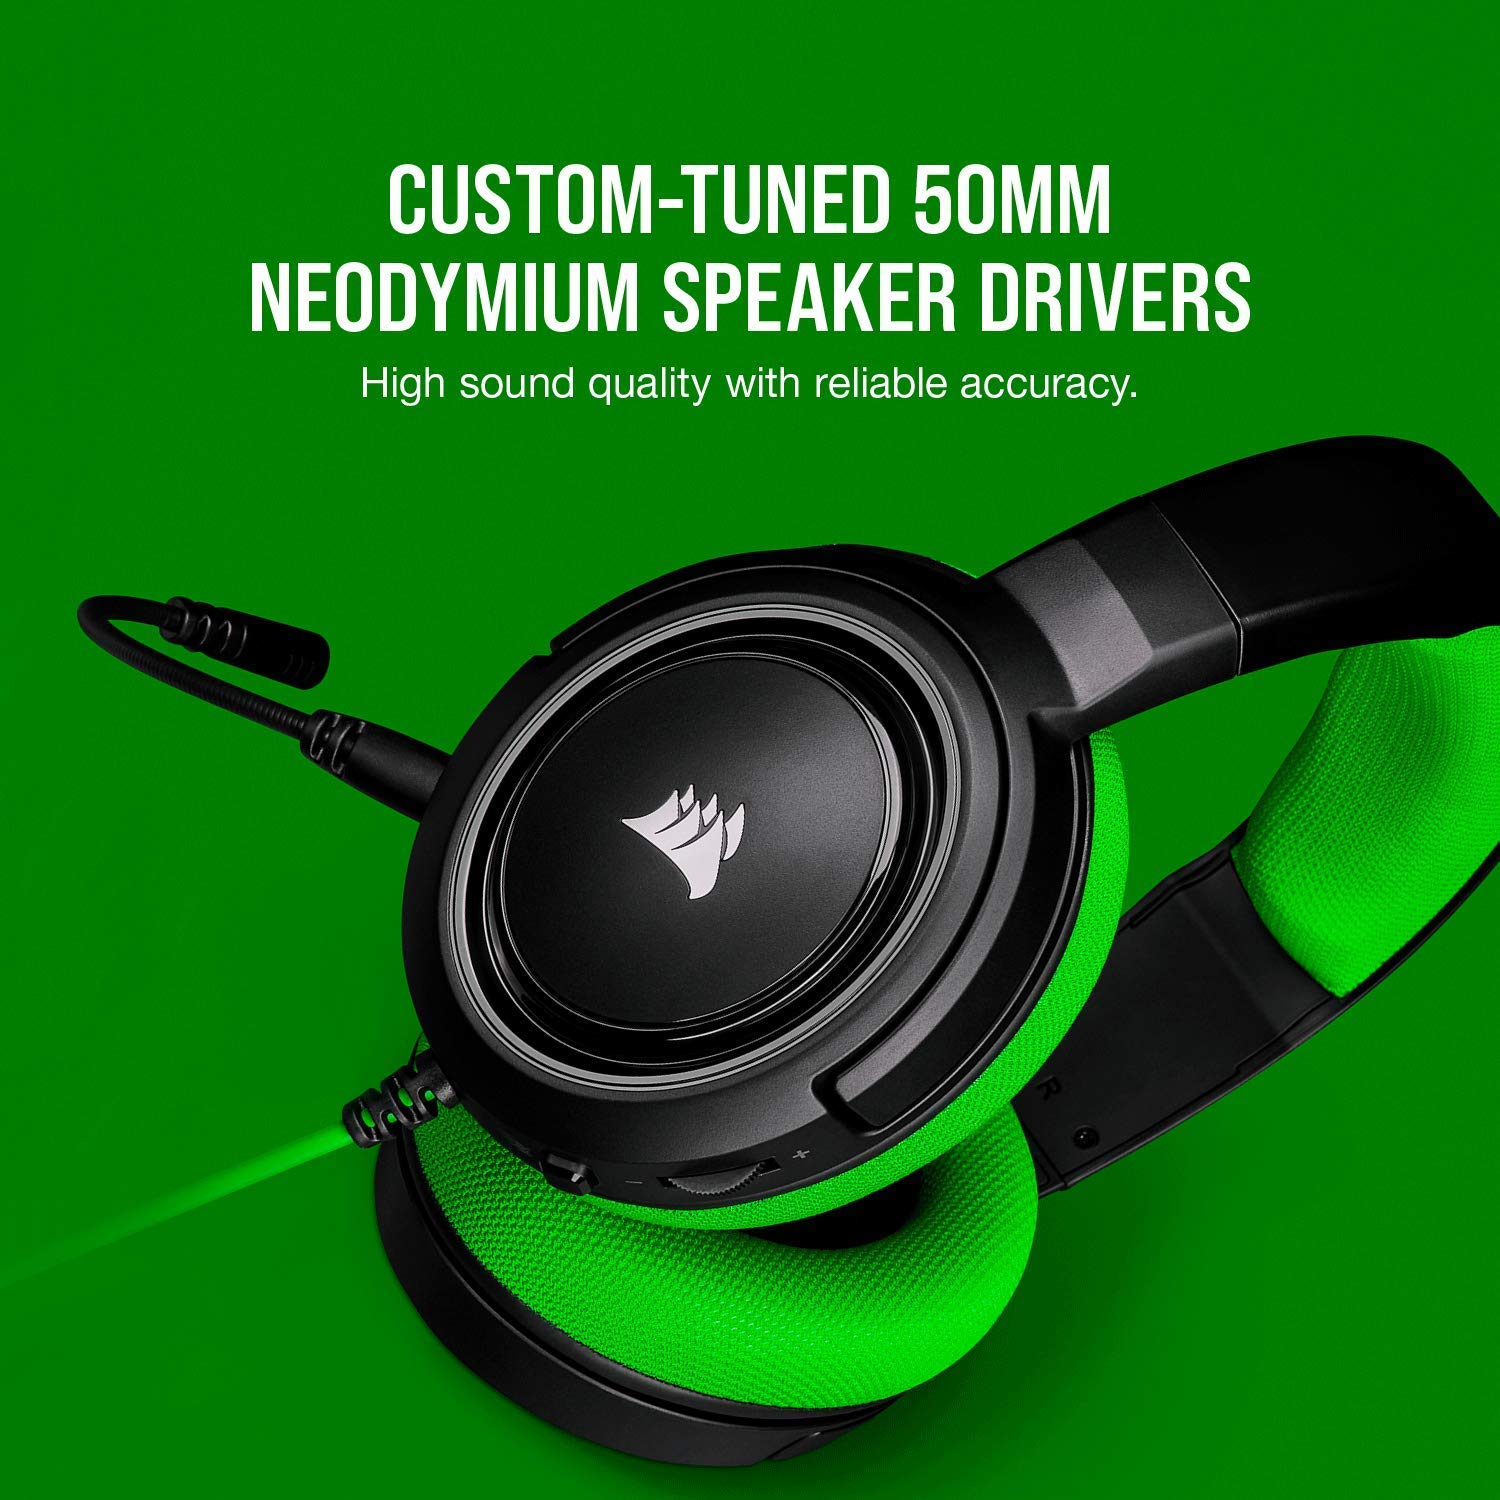 CUSTOM-TUNED 50MM
NEODYMIUM SPEAKER DRIVERS
High sound quality with reliable accuracy.
R
− +